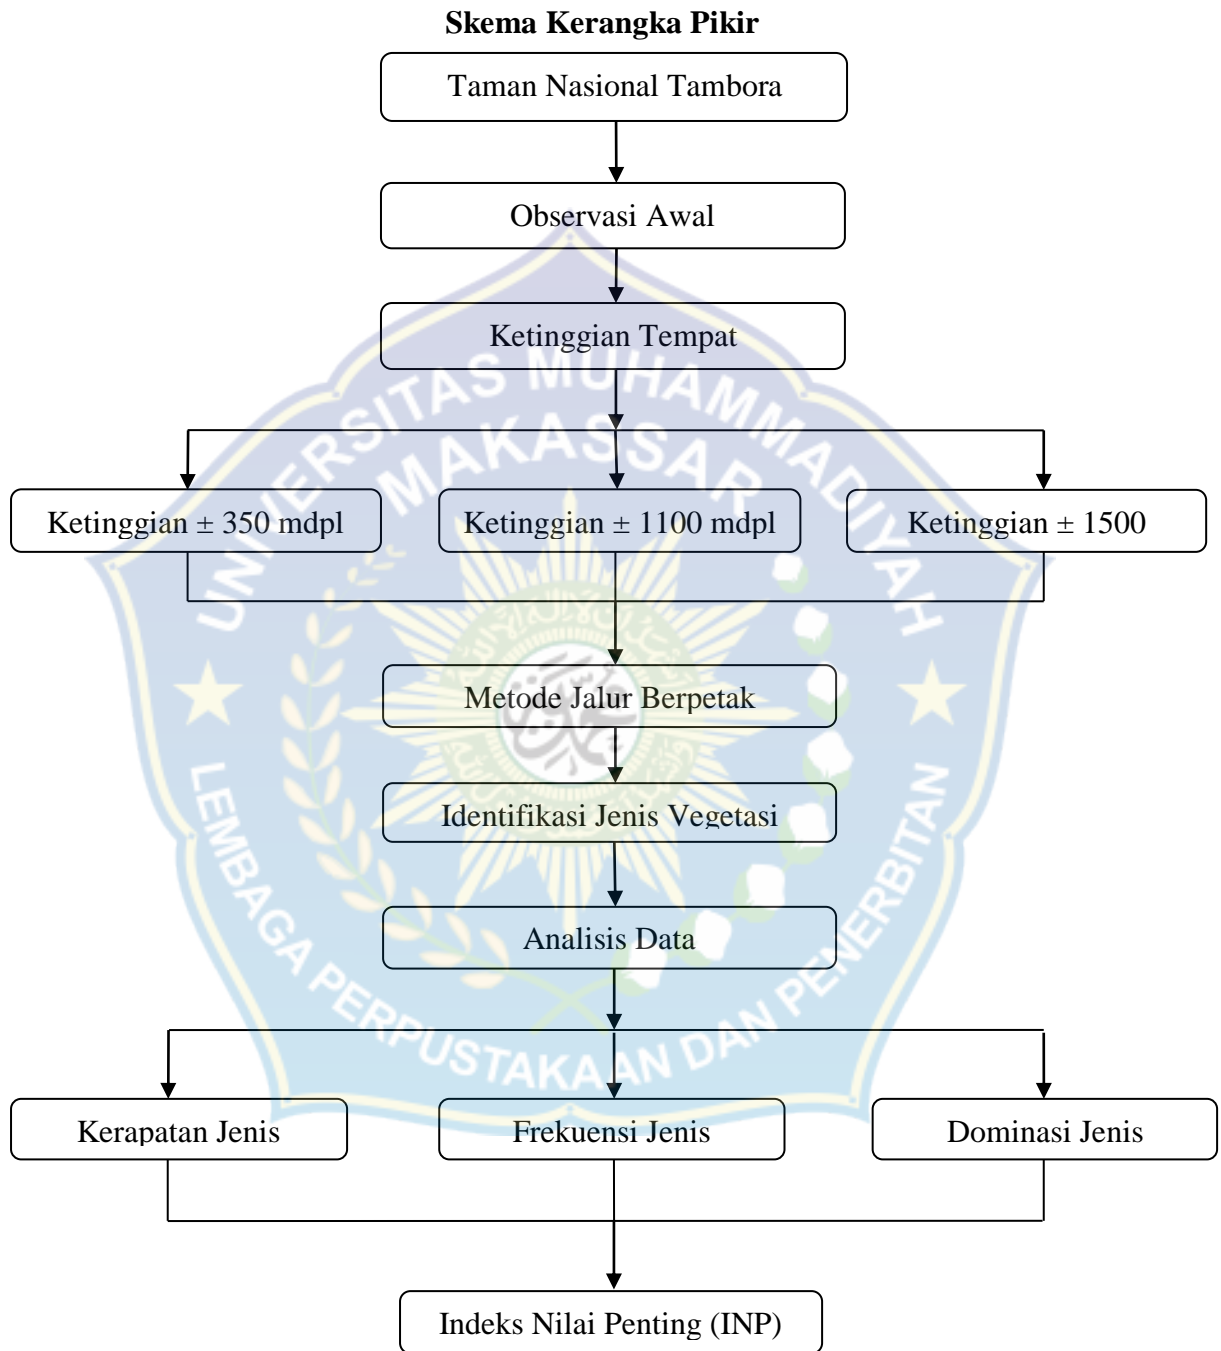 Skema Kerangka Pikir
Taman Nasional Tambora
Observasi Awal
Ketinggian Tempat
UNIVERSITAS MUHAMMADIYAH
MAKASSAR
Ketinggian ± 350 mdpl
Ketinggian ± 1100 mdpl
Ketinggian ± 1500
Metode Jalur Berpetak
Identifikasi Jenis Vegetasi
Analisis Data
LEMBAGA PERPUSTAKAAN DAN PENERBITAN
Kerapatan Jenis
Frekuensi Jenis
Dominasi Jenis
Indeks Nilai Penting (INP)